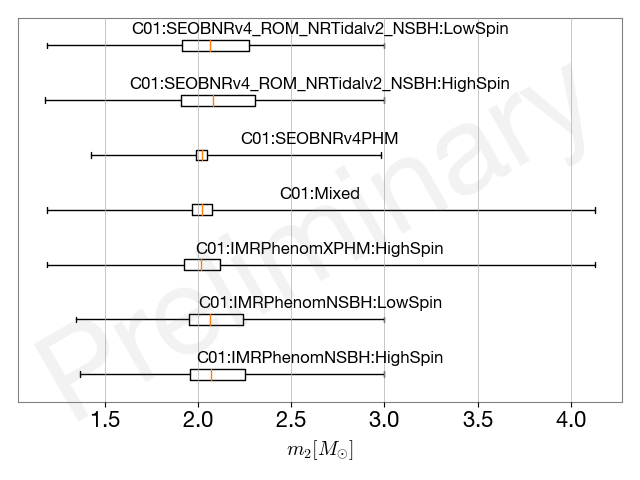 C01:SEOBNRv4_ROM_NRTidalv2_NSBH:LowSpin
C01:SEOBNRv4_ROM_NRTidalv2_NSBH:HighSpin
C01:SEOBNRv4PHM
C01:Mixed
C01:IMRPhenomXPHM:HighSpin
C01:IMRPhenomNSBH:LowSpin
C01:IMRPhenomNSBH:HighSpin
Preliminary
1.5 2.0 2.5 3.0 3.5 4.0
m₂[M☉]